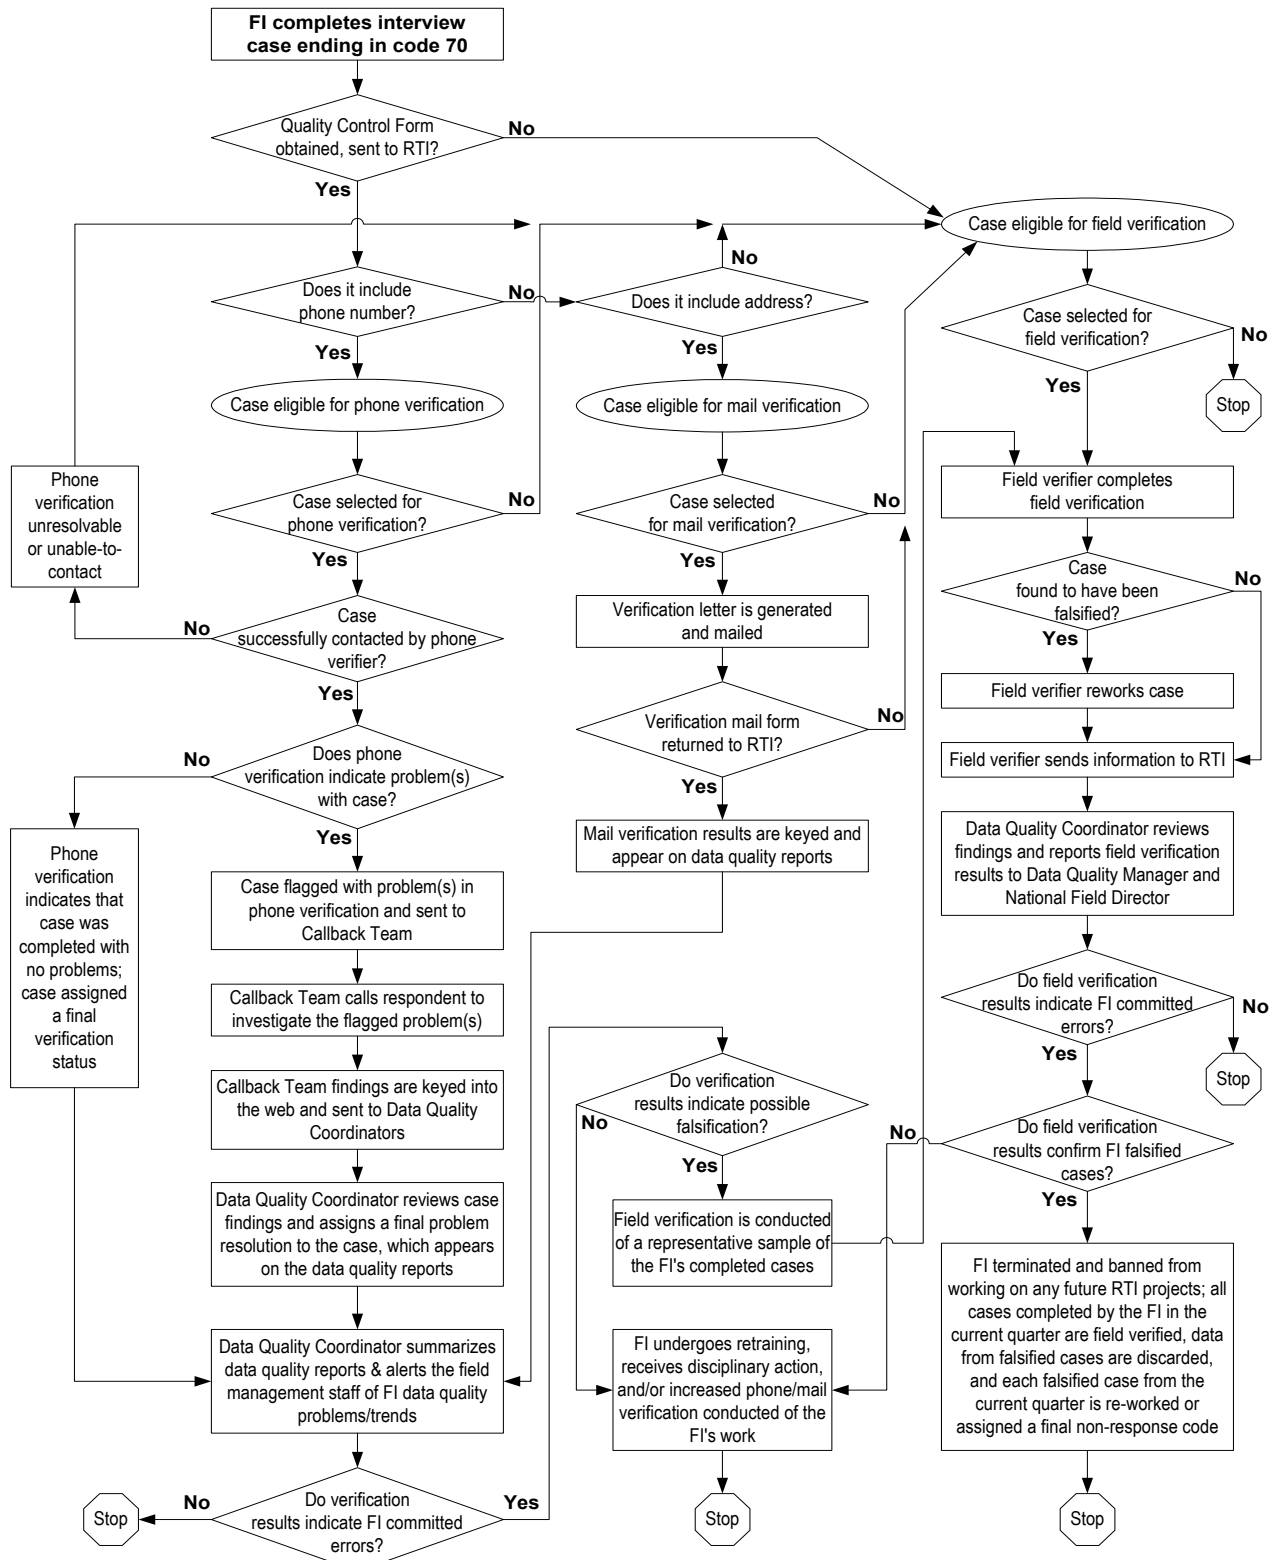 FI completes interview
case ending in code 70
Quality Control Form
obtained, sent to RTI?
No
Yes
Case eligible for field verification
No
Does it include
phone number?
No
Does it include address?
Case selected for
field verification?
No
Yes
Yes
Yes
Stop
Case eligible for phone verification
Case eligible for mail verification
Phone
verification
unresolvable
or unable-to-
contact
Case selected for
phone verification?
No
Case selected
for mail verification?
No
Field verifier completes
field verification
Yes
Yes
Case
found to have been
falsified?
No
Yes
Verification letter is generated
and mailed
No
Case
successfully contacted by phone
verifier?
Yes
Field verifier reworks case
Verification mail form
returned to RTI?
No
Yes
No
Does phone
verification indicate problem(s)
with case?
Yes
Field verifier sends information to RTI
Mail verification results are keyed and
appear on data quality reports
Data Quality Coordinator reviews
findings and reports field verification
results to Data Quality Manager and
National Field Director
Phone
verification
indicates that
case was
completed with
no problems;
case assigned
a final
verification
status
Case flagged with problem(s) in
phone verification and sent to
Callback Team
Callback Team calls respondent to
investigate the flagged problem(s)
Do field verification
results indicate FI committed
errors?
No
Yes
Stop
Callback Team findings are keyed into
the web and sent to Data Quality
Coordinators
Do verification
results indicate possible
falsification?
No
Yes
No
Do field verification
results confirm FI falsified
cases?
Yes
Data Quality Coordinator reviews case
findings and assigns a final problem
resolution to the case, which appears
on the data quality reports
Field verification is conducted
of a representative sample of
the FI's completed cases
FI terminated and banned from
working on any future RTI projects; all
cases completed by the FI in the
current quarter are field verified, data
from falsified cases are discarded,
and each falsified case from the
current quarter is re-worked or
assigned a final non-response code
Data Quality Coordinator summarizes
data quality reports & alerts the field
management staff of FI data quality
problems/trends
FI undergoes retraining,
receives disciplinary action,
and/or increased phone/mail
verification conducted of the
FI's work
Stop
No
Do verification
results indicate FI committed
errors?
Yes
Stop
Stop